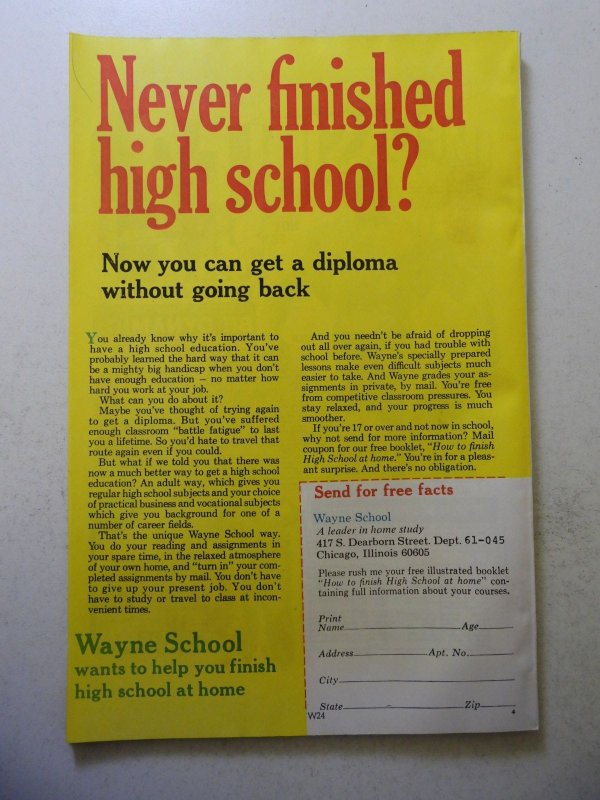 Never finished
high school?
Now you can get a diploma
without going back
You already know why it's important to
have a high school education. You've
probably learned the hard way that it can
be a mighty big handicap when you don't
have enough education — no matter how
hard you work at your job.
What can you do about it?
Maybe you've thought of trying again
to get a diploma. But you've suffered
enough classroom "battle fatigue" to last
you a lifetime. So you'd hate to travel that
route again even if you could.
But what if we told you that there was
now a much better way to get a high school
education? An adult way, which gives you
regular high school subjects and your choice
of practical business and vocational subjects
which give you background for one of a
number of career fields.
That's the unique Wayne School way.
You do your reading and assignments in
your spare time, in the relaxed atmosphere
of your own home, and "turn in" your com-
pleted assignments by mail. You don't have
to give up your present job. You don't
have to study or travel to class at incon-
venient times.
Wayne School
wants to help you finish
high school at home
And you needn't be afraid of dropping
out all over again, if you had trouble with
school before. Wayne's specially prepared
lessons make even difficult subjects much
easier to take. And Wayne grades your as-
signments in private, by mail. You're free
from competitive classroom pressures. You
stay relaxed, and your progress is much
smoother.
If you're 17 or over and not now in school,
why not send for more information? Mail
coupon for our free booklet, "How to finish
High School at home." You're in for a pleas-
ant surprise. And there's no obligation.
Send for free facts
Wayne School
A leader in home study
417 S. Dearborn Street. Dept. 61-045
Chicago, Illinois 60605
Please rush me your free illustrated booklet
"How to finish High School at home" con-
taining full information about your courses.
Print
Name Age
Address Apt. No.
City
State Zip
W24 4